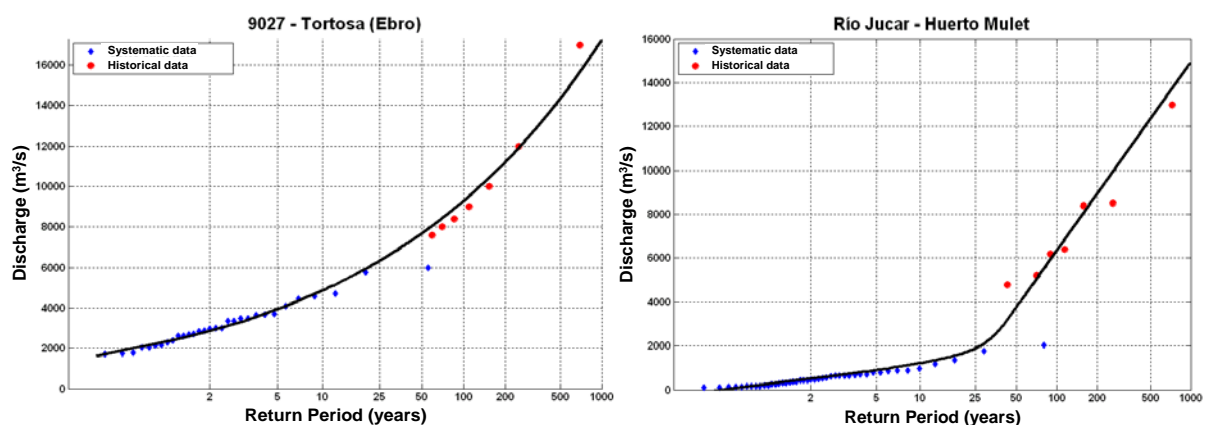 9027 - Tortosa (Ebro)
Systematic data
Historical data
Discharge (m³/s)
16000
14000
12000
10000
8000
6000
4000
2000
0
2 5 10 25 50 100 200 500 1000
Return Period (years)
Río Jucar - Huerto Mulet
Systematic data
Historical data
Discharge (m³/s)
16000
14000
12000
10000
8000
6000
4000
2000
0
2 5 10 25 50 100 200 500 1000
Return Period (years)